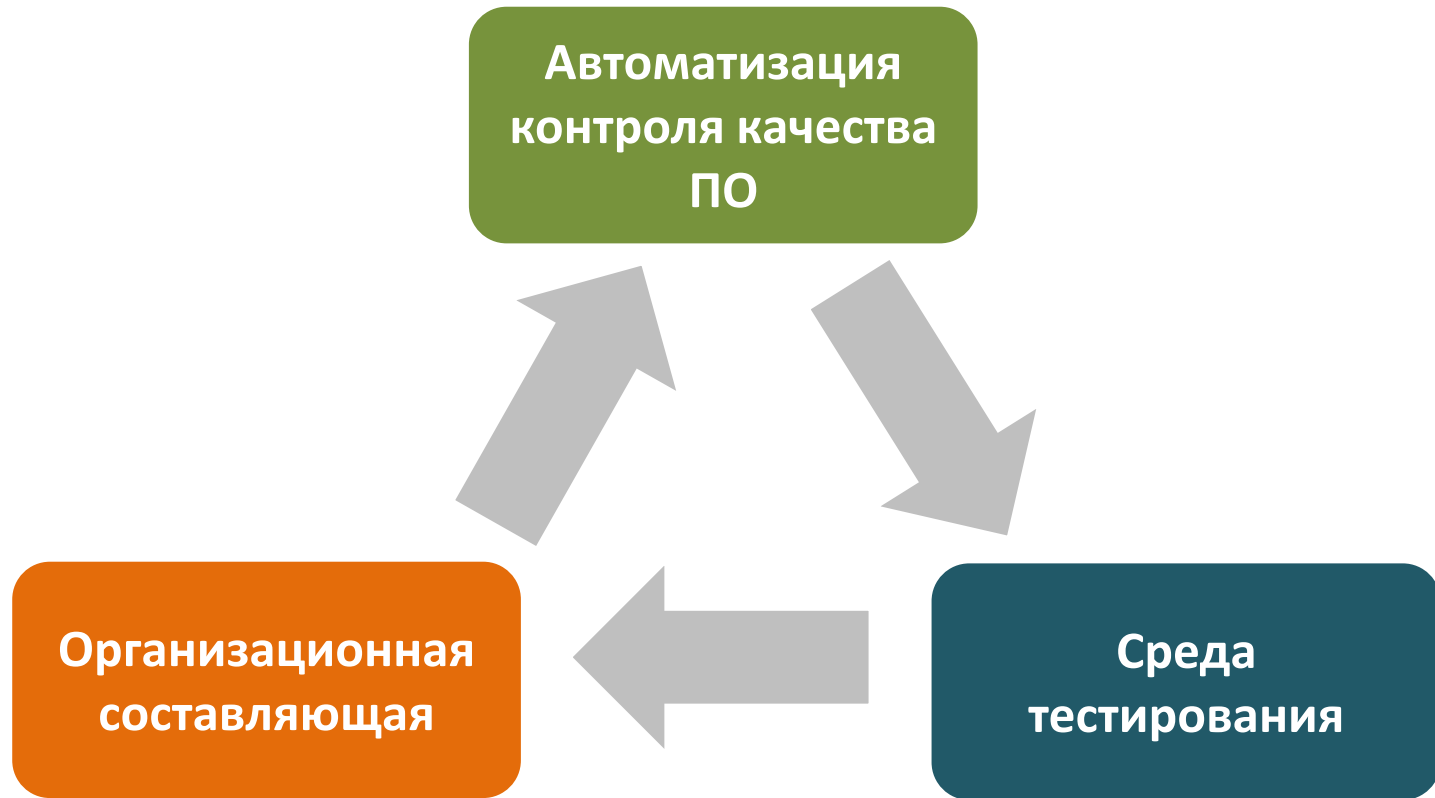 Автоматизация
контроля качества
ПО
Организационная
составляющая
Среда
тестирования